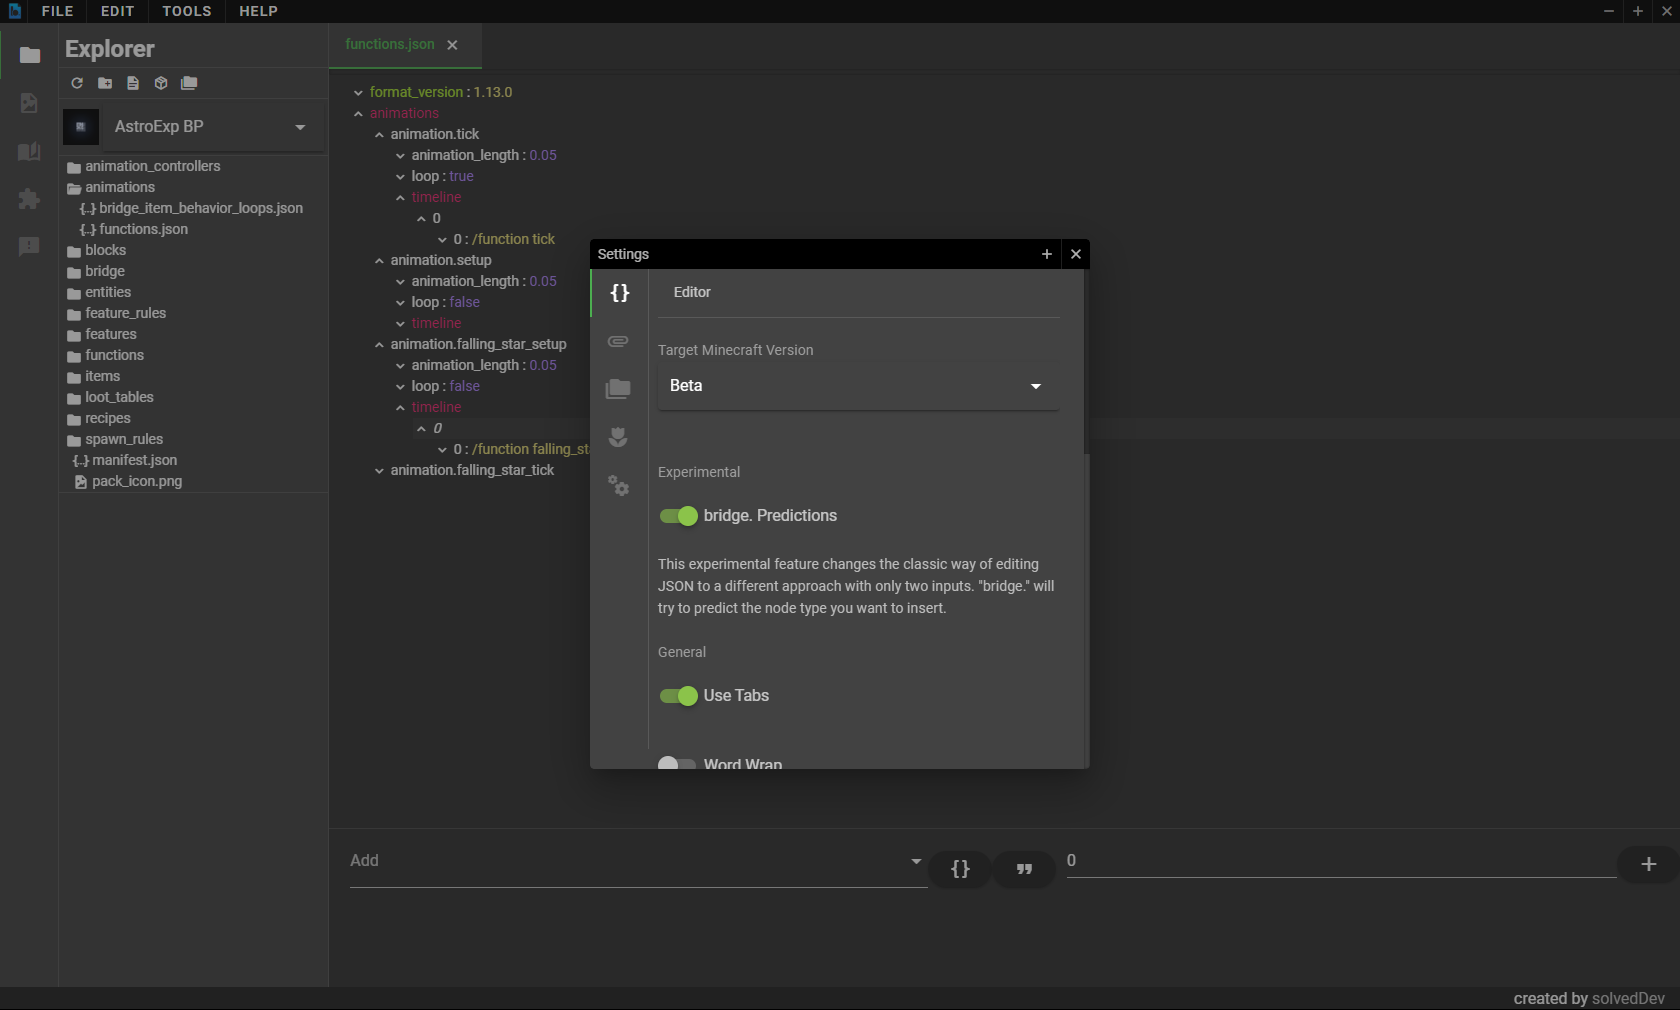 FILE EDIT TOOLS HELP
Explorer
AstroExp BP
animation_controllers
animations
{..} bridge_item_behavior_loops.json
{..} functions.json
blocks
bridge
entities
feature_rules
features
functions
items
loot_tables
recipes
spawn_rules
{..} manifest.json
pack_icon.png
functions.json
format_version : 1.13.0
animations
animation.tick
animation_length : 0.05
loop : true
timeline
0
0 : /function tick
animation.setup
animation_length : 0.05
loop : false
timeline
animation.falling_star_setup
animation_length : 0.05
loop : false
timeline
0
0 : /function falling_st
animation.falling_star_tick
Settings
{} Editor
Target Minecraft Version
Beta
Experimental
bridge. Predictions
This experimental feature changes the classic way of editing
JSON to a different approach with only two inputs. "bridge." will
try to predict the node type you want to insert.
General
Use Tabs
Word Wrap
Add {} 0
created by solvedDev